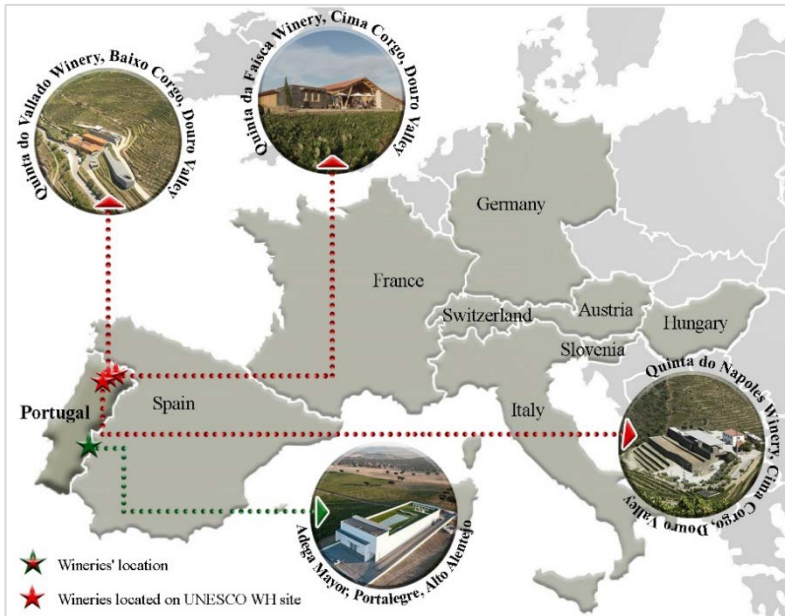 Quinta do Vallado Winery, Baixo Corgo, Douro Valley
Quinta da Faísca Winery, Cima Corgo, Douro Valley
Germany
France
Switzerland
Austria
Hungary
Slovenia
Italy
Portugal
Spain
Quinta do Napoles Winery, Cima Corgo, Douro Valley
Adega Mayor, Portalegre, Alto Alentejo
Wineries' location
Wineries located on UNESCO WH site